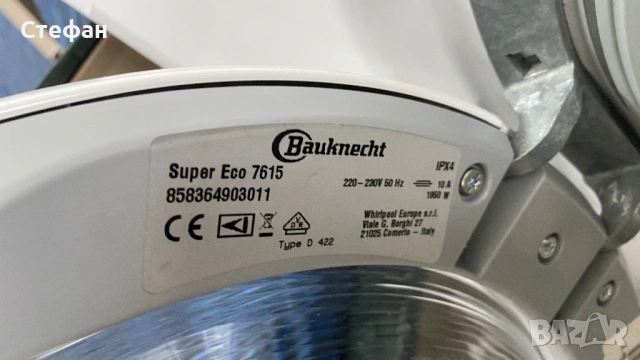 Стефан
Bauknecht
Super Eco 7615
858364903011
IPX4
220-230V 50 Hz 10 A
1850 W
Whirlpool Europe s.r.l.
Viale G. Borghi 27
21025 Comerio - Italy
CE
Type D 422
BAZAR